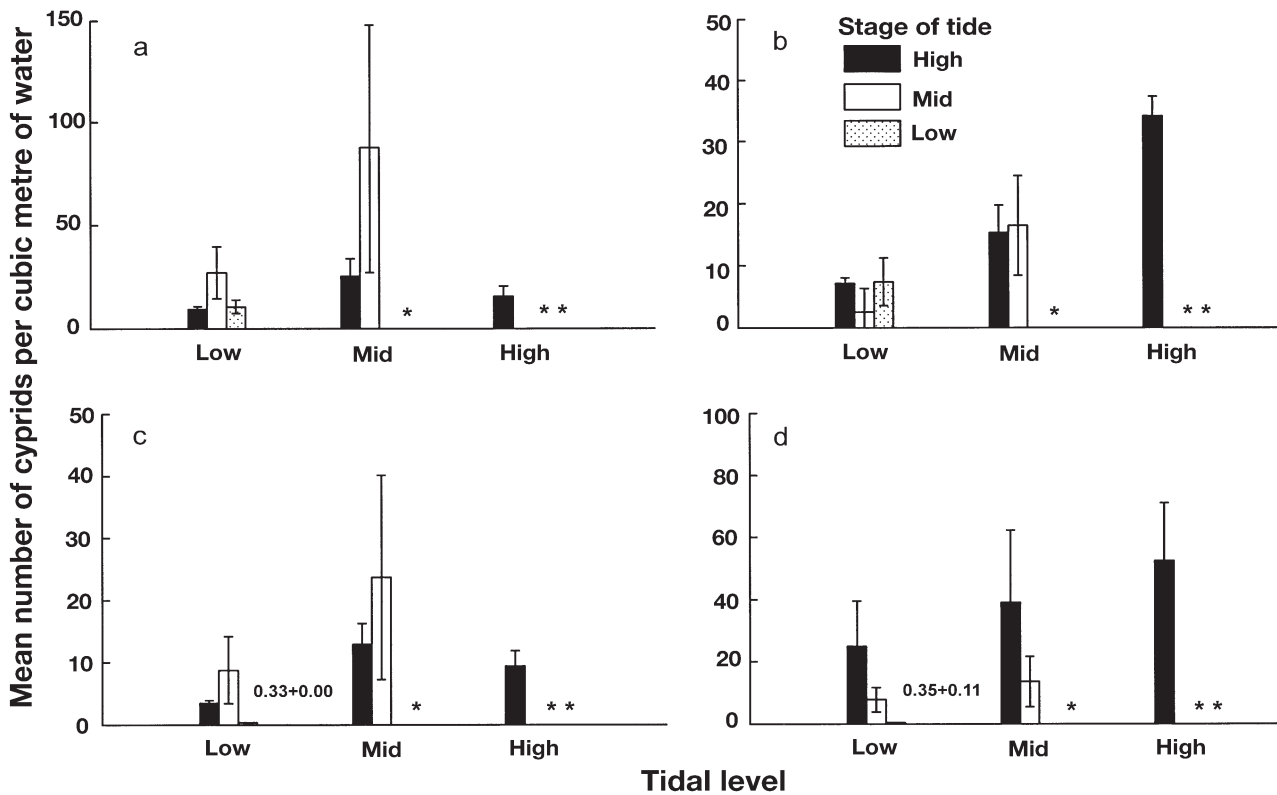 Mean number of cyprids per cubic metre of water
a
150
100
50
0
Low Mid High
*
* *
b
Stage of tide
High
Mid
Low
50
40
30
20
10
0
Low Mid High
*
* *
c
50
40
30
20
10
0
0.33+0.00
*
* *
Low Mid High
d
100
80
60
40
20
0
0.35+0.11
*
* *
Low Mid High
Tidal level